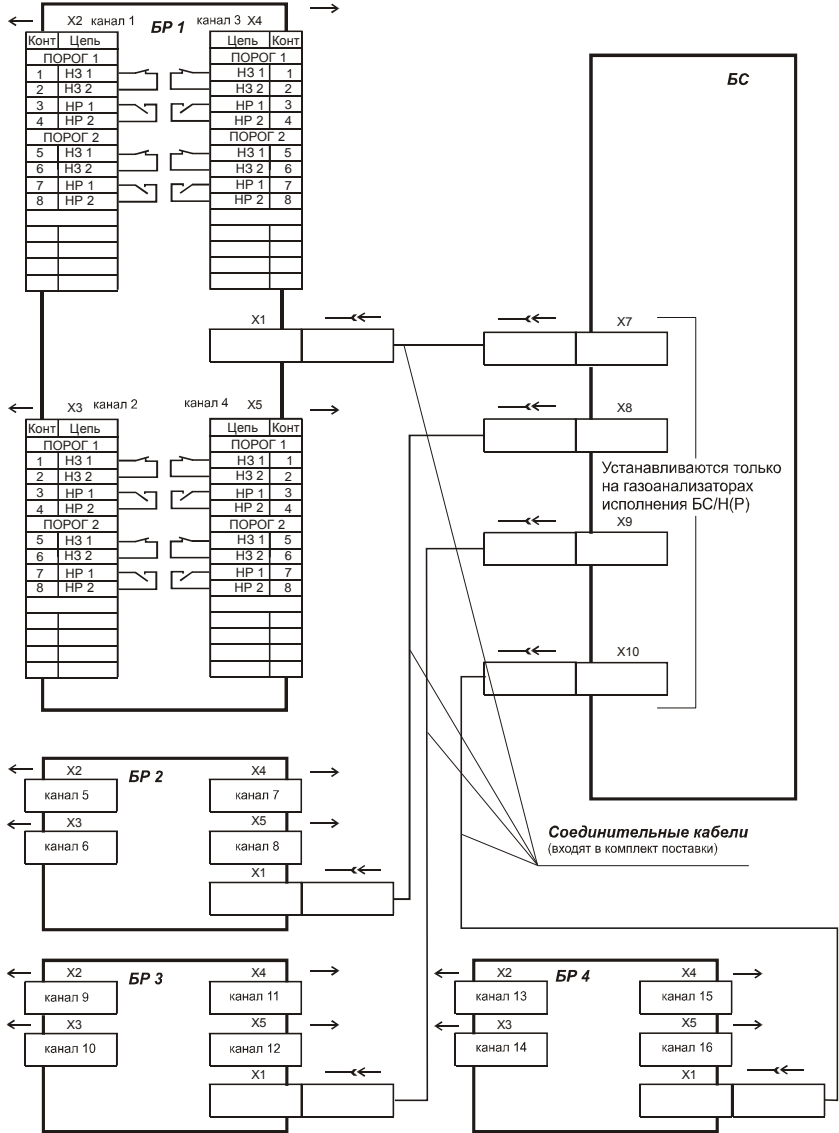 X2 канал 1 БР 1 канал 3 X4
Конт Цепь
ПОРОГ 1
1 НЗ 1
2 НЗ 2
3 НР 1
4 НР 2
ПОРОГ 2
5 НЗ 1
6 НЗ 2
7 НР 1
8 НР 2
Цепь Конт
ПОРОГ 1
НЗ 1 1
НЗ 2 2
НР 1 3
НР 2 4
ПОРОГ 2
НЗ 1 5
НЗ 2 6
НР 1 7
НР 2 8
X1
X3 канал 2 канал 4 X5
Конт Цепь
ПОРОГ 1
1 НЗ 1
2 НЗ 2
3 НР 1
4 НР 2
ПОРОГ 2
5 НЗ 1
6 НЗ 2
7 НР 1
8 НР 2
Цепь Конт
ПОРОГ 1
НЗ 1 1
НЗ 2 2
НР 1 3
НР 2 4
ПОРОГ 2
НЗ 1 5
НЗ 2 6
НР 1 7
НР 2 8
БС
X7
X8
Устанавливаются только
на газоанализаторах
исполнения БС/Н(Р)
X9
X10
Соединительные кабели
(входят в комплект поставки)
БР 2
X2
канал 5
X3
канал 6
X4
канал 7
X5
канал 8
X1
БР 3
X2
канал 9
X3
канал 10
X4
канал 11
X5
канал 12
X1
БР 4
X2
канал 13
X3
канал 14
X4
канал 15
X5
канал 16
X1